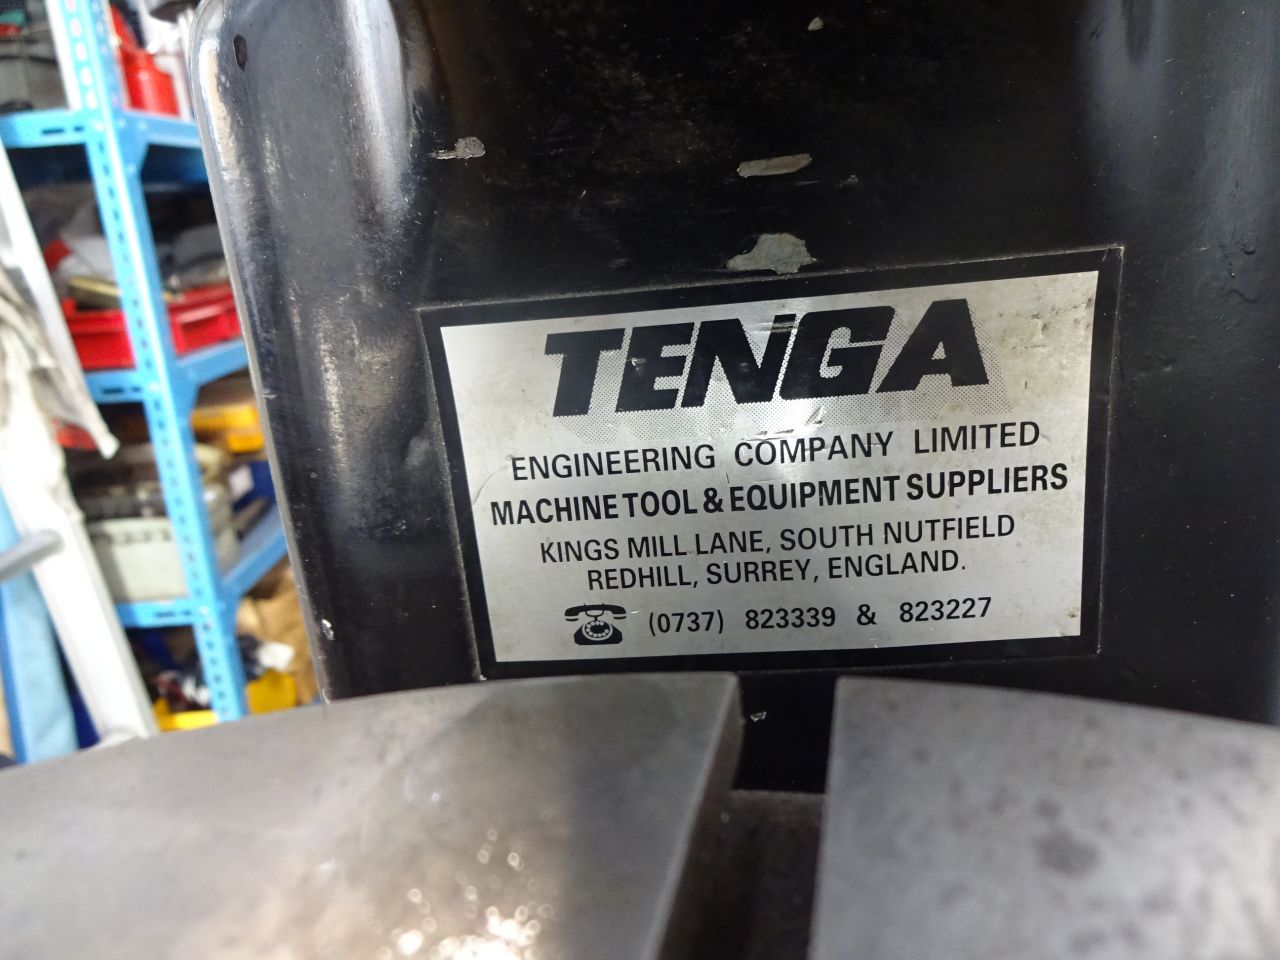 TENGA
ENGINEERING COMPANY LIMITED
MACHINE TOOL & EQUIPMENT SUPPLIERS
KINGS MILL LANE, SOUTH NUTFIELD
REDHILL, SURREY, ENGLAND.
(0737) 823339 & 823227